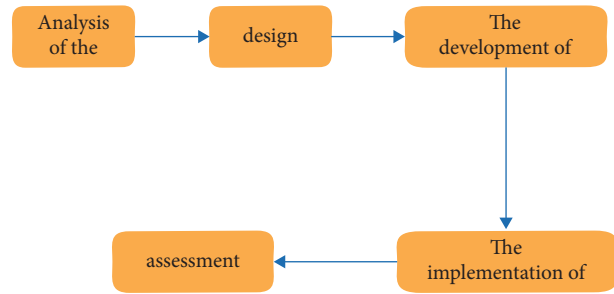 Analysis
of the
design
The
development of
The
implementation of
assessment